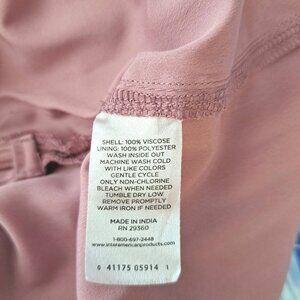 SHELL: 100% VISCOSE
LINING: 100% POLYESTER
WASH INSIDE OUT
MACHINE WASH COLD
WITH LIKE COLORS
GENTLE CYCLE
ONLY NON-CHLORINE
BLEACH WHEN NEEDED
TUMBLE DRY LOW
REMOVE PROMPTLY
WARM IRON IF NEEDED
MADE IN INDIA
RN 29360
1-800-697-2448
www.interamericanproducts.com
0 41175 05914 1